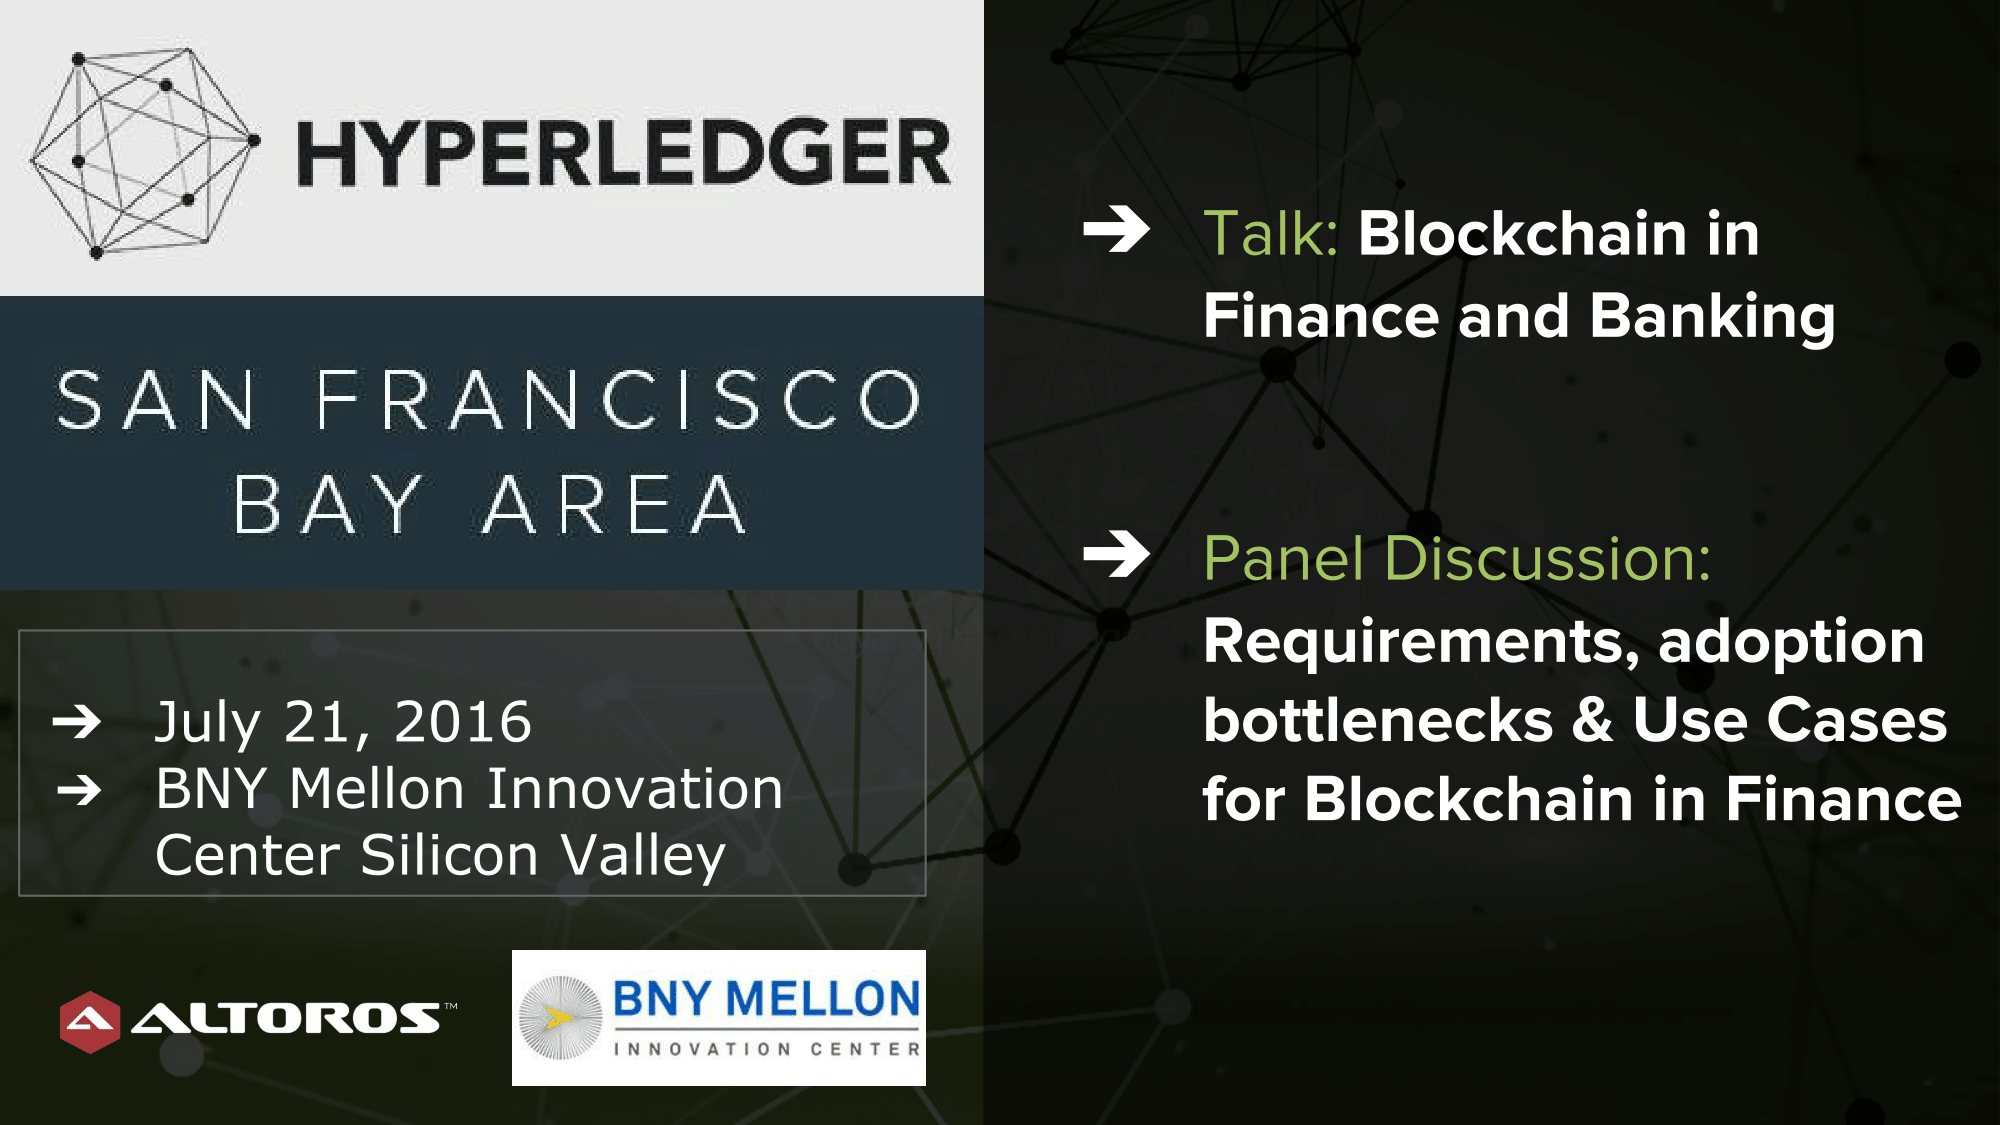 HYPERLEDGER
SAN FRANCISCO
BAY AREA
➔ July 21, 2016
➔ BNY Mellon Innovation
Center Silicon Valley
ALTOROS™
BNY MELLON
INNOVATION CENTER
➔ Talk: Blockchain in
Finance and Banking
➔ Panel Discussion:
Requirements, adoption
bottlenecks & Use Cases
for Blockchain in Finance